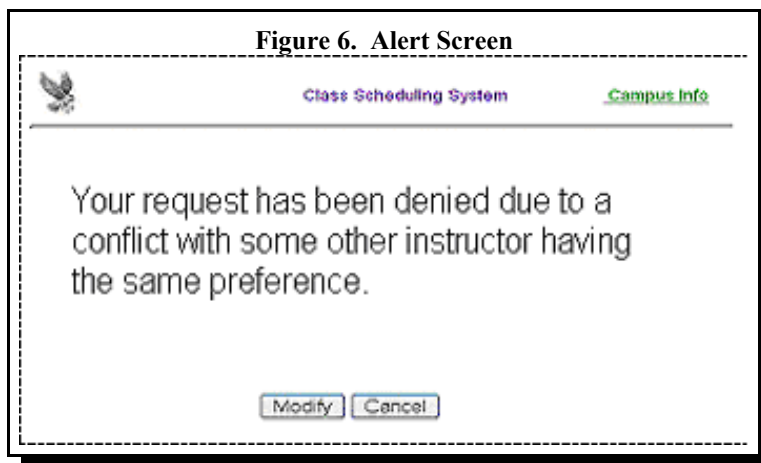 Figure 6. Alert Screen
Class Scheduling System Campus Info
Your request has been denied due to a
conflict with some other instructor having
the same preference.
Modify Cancel